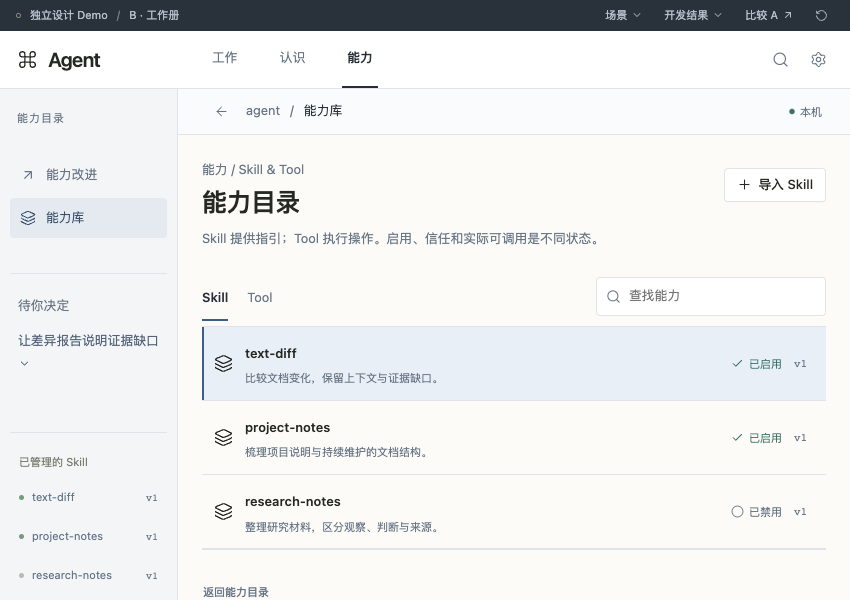 独立设计 Demo / B · 工作册
场景 开发结果 比较 A
Agent
工作 认识 能力
能力目录
能力改进
能力库
待你决定
让差异报告说明证据缺口
已管理的 Skill
text-diff v1
project-notes v1
research-notes v1
agent / 能力库
本机
能力 / Skill & Tool
能力目录
导入 Skill
Skill 提供指引；Tool 执行操作。启用、信任和实际可调用是不同状态。
Skill Tool
查找能力
text-diff
比较文档变化，保留上下文与证据缺口。
已启用 v1
project-notes
梳理项目说明与持续维护的文档结构。
已启用 v1
research-notes
整理研究材料，区分观察、判断与来源。
已禁用 v1
返回能力目录